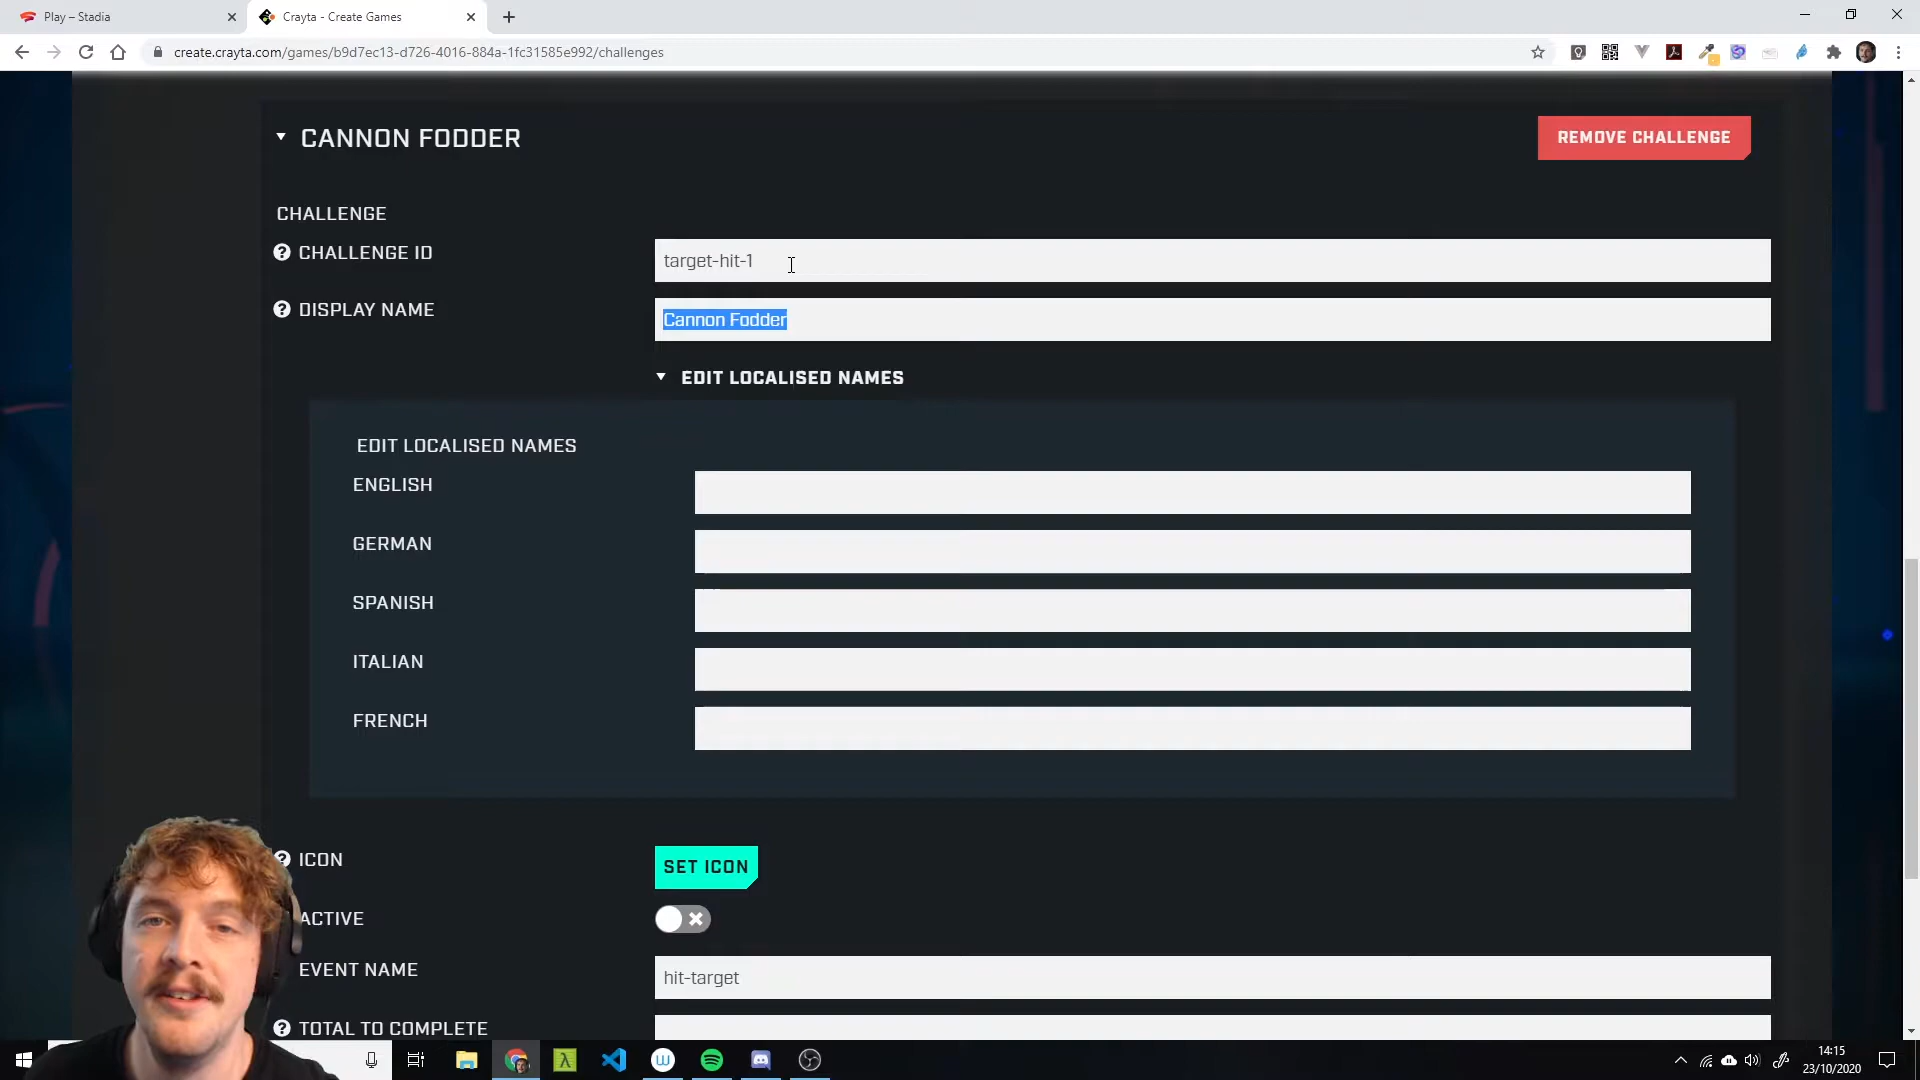 Play – Stadia
Crayta - Create Games
create.crayta.com/games/b9d7ec13-d726-4016-884a-1fc31585e992/challenges
CANNON FODDER
REMOVE CHALLENGE
CHALLENGE
CHALLENGE ID
target-hit-1
DISPLAY NAME
Cannon Fodder
EDIT LOCALISED NAMES
EDIT LOCALISED NAMES
ENGLISH
GERMAN
SPANISH
ITALIAN
FRENCH
ICON
SET ICON
ACTIVE
EVENT NAME
hit-target
TOTAL TO COMPLETE
14:15
23/10/2020